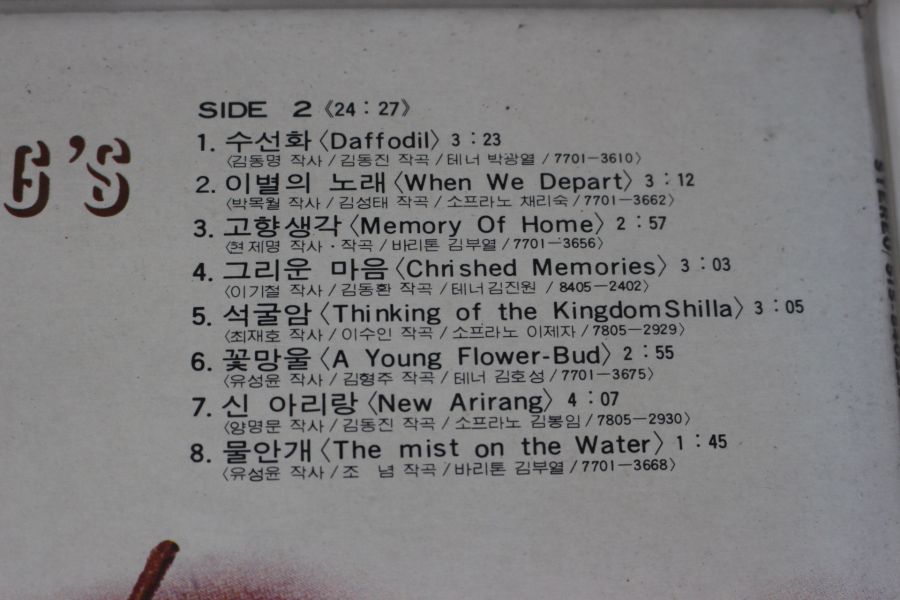 SIDE 2 《24 : 27》
E'S
1. 수선화 〈Daffodil〉 3 : 23
〈김동명 작사 / 김동진 작곡 / 테너 박광열 / 7701-3610〉
2. 이별의 노래 〈When We Depart〉 3 : 12
〈박목월 작사 / 김성태 작곡 / 소프라노 채리숙 / 7701-3662〉
3. 고향생각 〈Memory Of Home〉 2 : 57
〈현제명 작사 · 작곡 / 바리톤 김부열 / 7701-3656〉
4. 그리운 마음 〈Chrished Memories〉 3 : 03
〈이기철 작사 / 김동환 작곡 / 테너김진원 / 8405-2402〉
5. 석굴암 〈Thinking of the Kingdom Shilla〉 3 : 05
〈최재호 작사 / 이수인 작곡 / 소프라노 이제자 / 7805-2929〉
6. 꽃망울 〈A Young Flower-Bud〉 2 : 55
〈유성윤 작사 / 김형주 작곡 / 테너 김호성 / 7701-3675〉
7. 신 아리랑 〈New Arirang〉 4 : 07
〈양명문 작사 / 김동진 작곡 / 소프라노 김봉임 / 7805-2930〉
8. 물안개 〈The mist on the Water〉 1 : 45
〈유성윤 작사 / 조 념 작곡 / 바리톤 김부열 / 7701-3668〉
STEREO